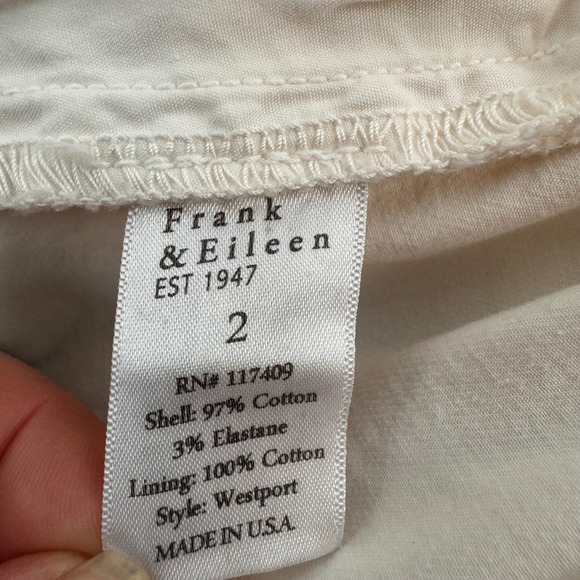 Frank
& Eileen
EST 1947
2
RN# 117409
Shell: 97% Cotton
3% Elastane
Lining: 100% Cotton
Style: Westport
MADE IN U.S.A.